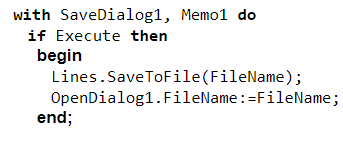 with SaveDialog1, Memo1 do
if Execute then
begin
Lines.SaveToFile(FileName);
OpenDialog1.FileName:=FileName;
end;